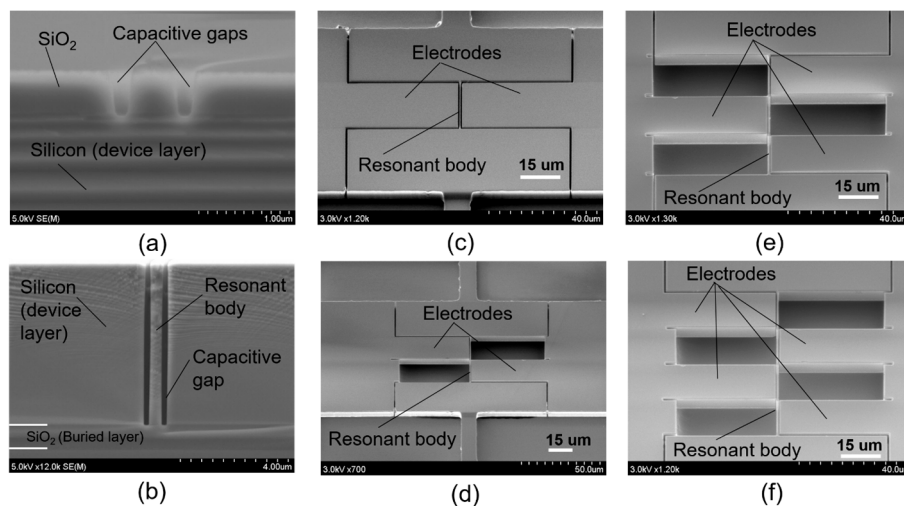 SiO2
Capacitive gaps
Silicon (device layer)
5.0kV SE(M)
1.00um
(a)
Electrodes
Resonant body
15 um
3.0kV x1.20k
40.0um
(c)
Electrodes
Resonant body
15 um
3.0kV x1.30k
40.0um
(e)
Silicon
(device
layer)
Resonant
body
Capacitive
gap
SiO2 (Buried layer)
5.0kV x12.0k SE(M)
4.00um
(b)
Electrodes
Resonant body
15 um
3.0kV x700
50.0um
(d)
Electrodes
Resonant body
15 um
3.0kV x1.20k
40.0um
(f)